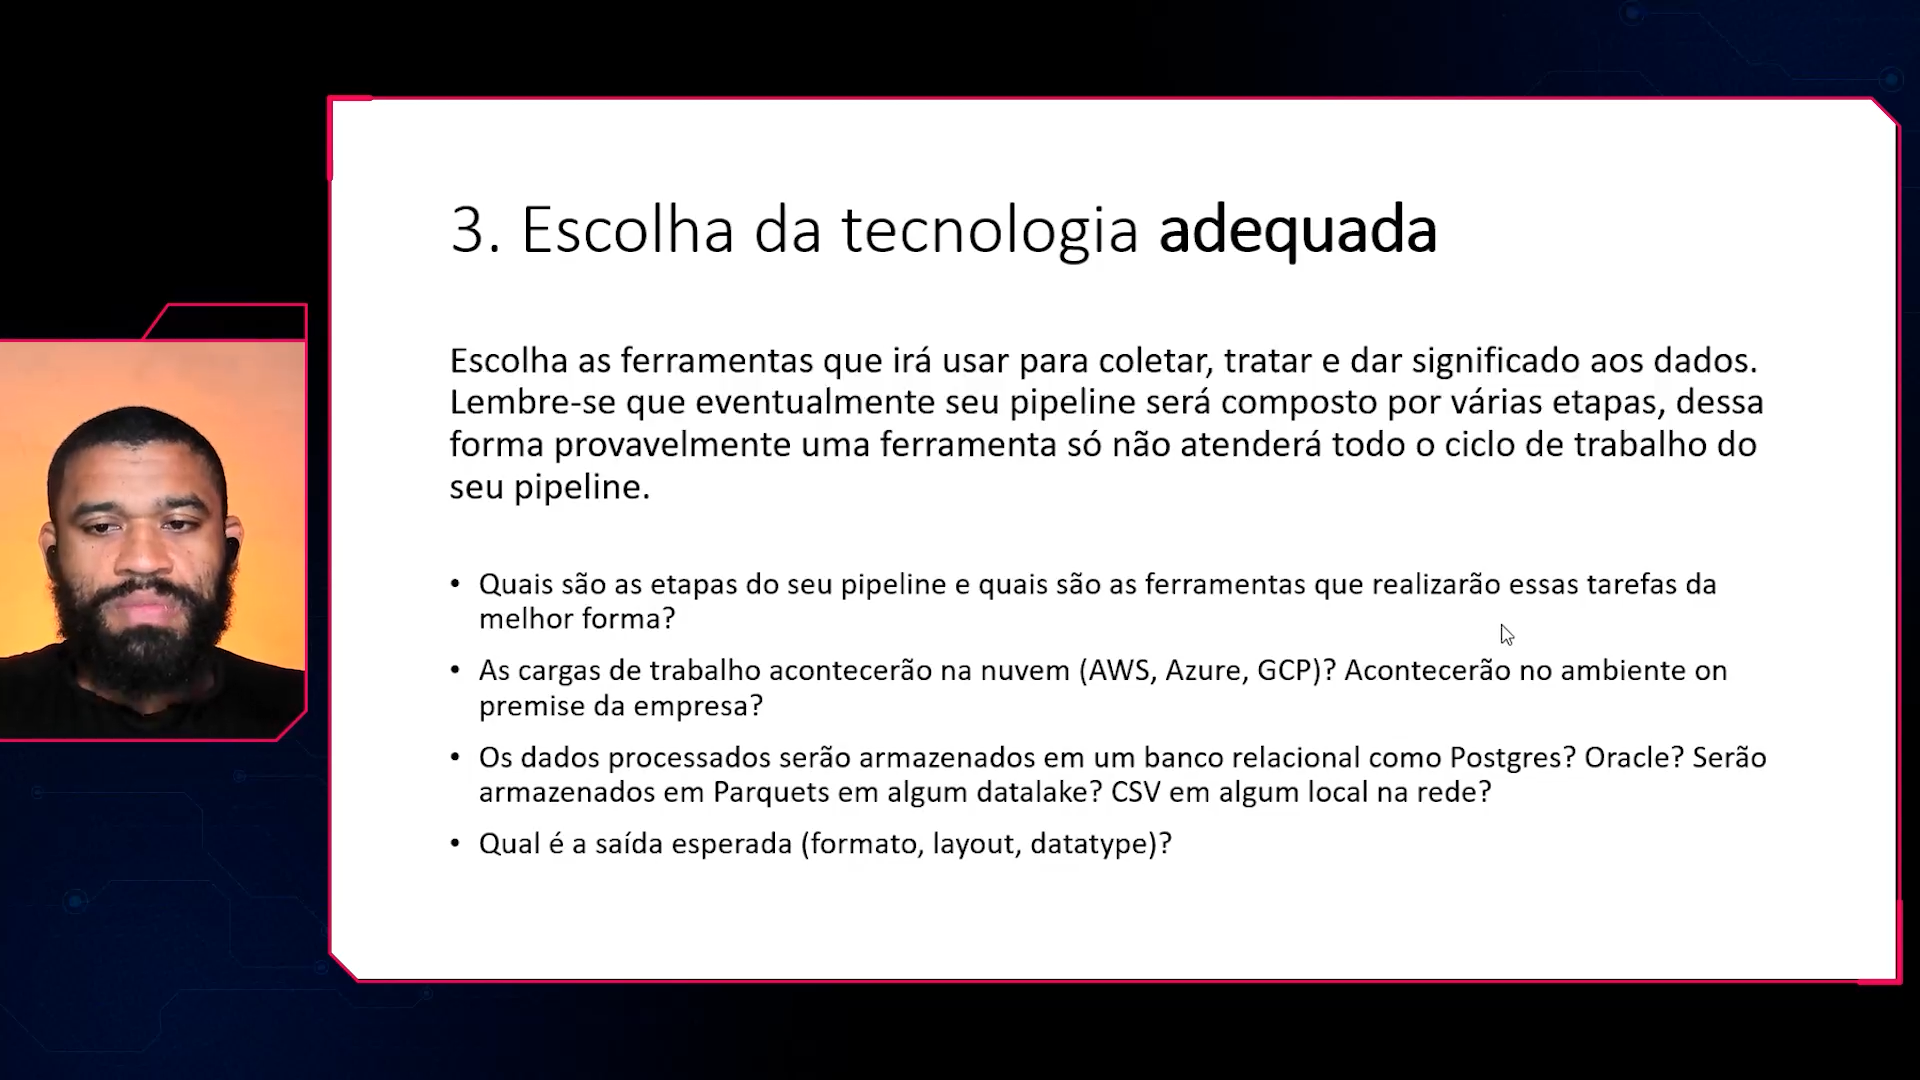 3. Escolha da tecnologia adequada
Escolha as ferramentas que irá usar para coletar, tratar e dar significado aos dados.
Lembre-se que eventualmente seu pipeline será composto por várias etapas, dessa
forma provavelmente uma ferramenta só não atenderá todo o ciclo de trabalho do
seu pipeline.
• Quais são as etapas do seu pipeline e quais são as ferramentas que realizarão essas tarefas da
melhor forma?
• As cargas de trabalho acontecerão na nuvem (AWS, Azure, GCP)? Acontecerão no ambiente on
premise da empresa?
• Os dados processados serão armazenados em um banco relacional como Postgres? Oracle? Serão
armazenados em Parquets em algum datalake? CSV em algum local na rede?
• Qual é a saída esperada (formato, layout, datatype)?